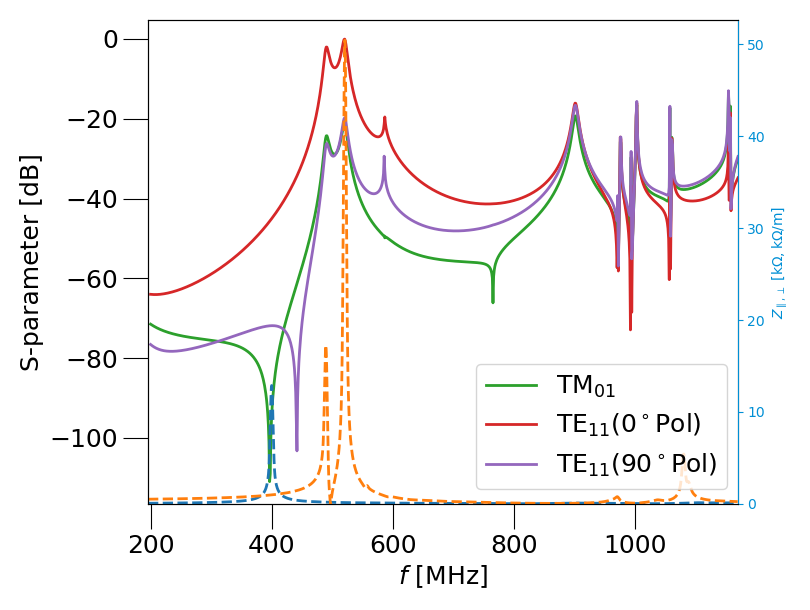 0
−20
−40
−60
−80
−100
S-parameter [dB]
50
40
30
20
10
0
Z∥,⊥ [kΩ, kΩ/m]
TM₀₁
TE₁₁(0°Pol)
TE₁₁(90°Pol)
200 400 600 800 1000
f [MHz]